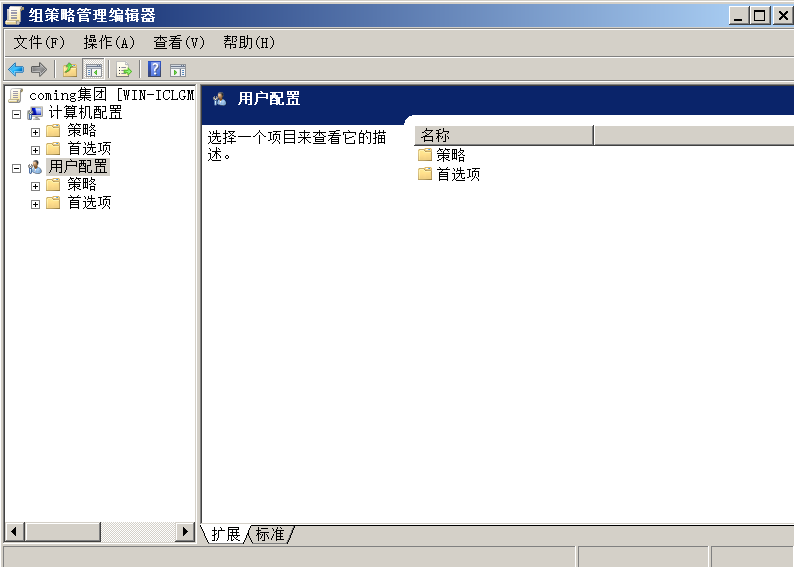 组策略管理编辑器
文件(F) 操作(A) 查看(V) 帮助(H)
coming集团 [WIN-ICLGM
计算机配置
策略
首选项
用户配置
策略
首选项
用户配置
选择一个项目来查看它的描
述。
名称
策略
首选项
扩展 标准